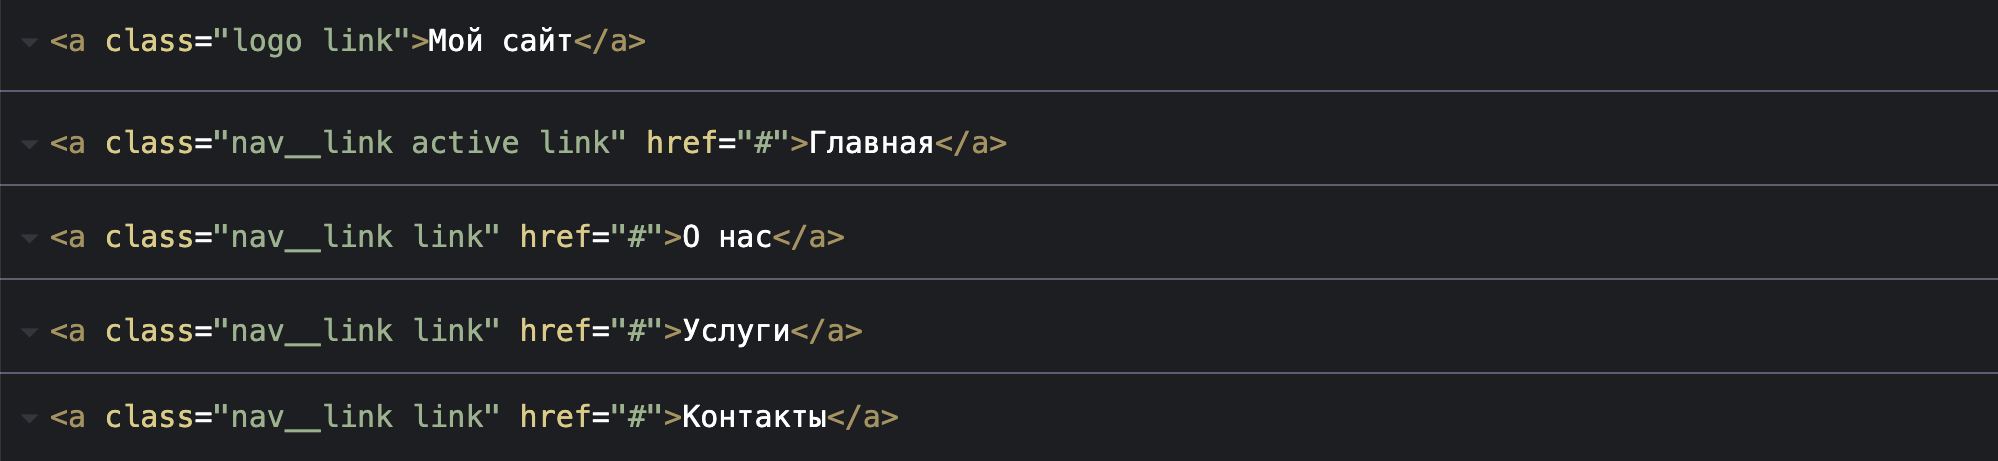 <a class="logo link">Мой сайт</a>
<a class="nav__link active link" href="#">Главная</a>
<a class="nav__link link" href="#">О нас</a>
<a class="nav__link link" href="#">Услуги</a>
<a class="nav__link link" href="#">Контакты</a>